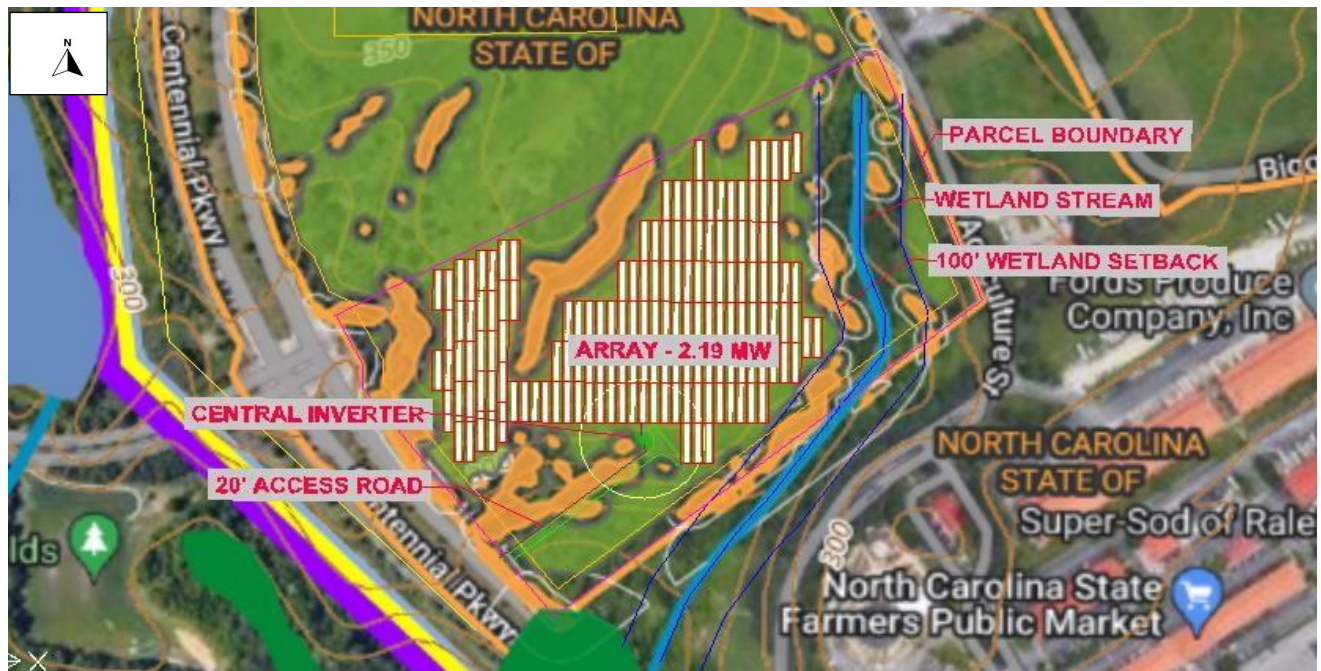 N
NORTH CAROLINA
STATE OF
350
Centennial Pkwy
PARCEL BOUNDARY
WETLAND STREAM
100' WETLAND SETBACK
300
Fords Produce
Company, Inc
ARRAY - 2.19 MW
CENTRAL INVERTER
20' ACCESS ROAD
NORTH CAROLINA
STATE OF
Super-Sod of Rale
300
Centennial Pkwy
lds
North Carolina State
Farmers Public Market
X